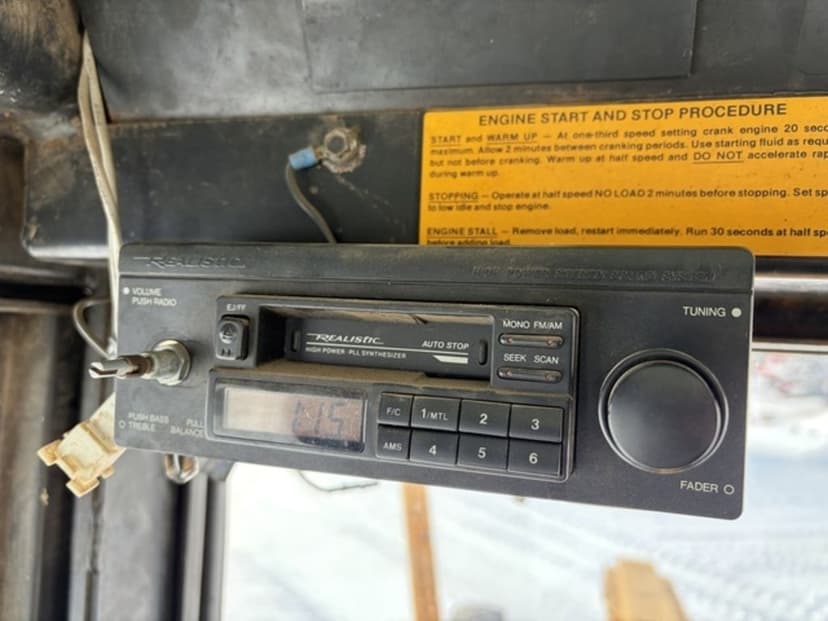 ENGINE START AND STOP PROCEDURE
START and WARM UP – At one-third speed setting crank engine 20 seco
maximum. Allow 2 minutes between cranking periods. Use starting fluid as requ
but not before cranking. Warm up at half speed and DO NOT accelerate rap
during warm up.
STOPPING – Operate at half speed NO LOAD 2 minutes before stopping. Set sp
to low idle and stop engine.
ENGINE STALL – Remove load, restart immediately. Run 30 seconds at half sp
before adding load.
REALISTIC
HIGH POWER
VOLUME
PUSH RADIO
EJ/FF
REALISTIC
AUTO STOP
HIGH POWER · PLL SYNTHESIZER
MONO FM/AM
SEEK SCAN
TUNING
F/C 1/MTL 2 3
AMS 4 5 6
PUSH BASS
TREBLE
PULL
BALANCE
FADER